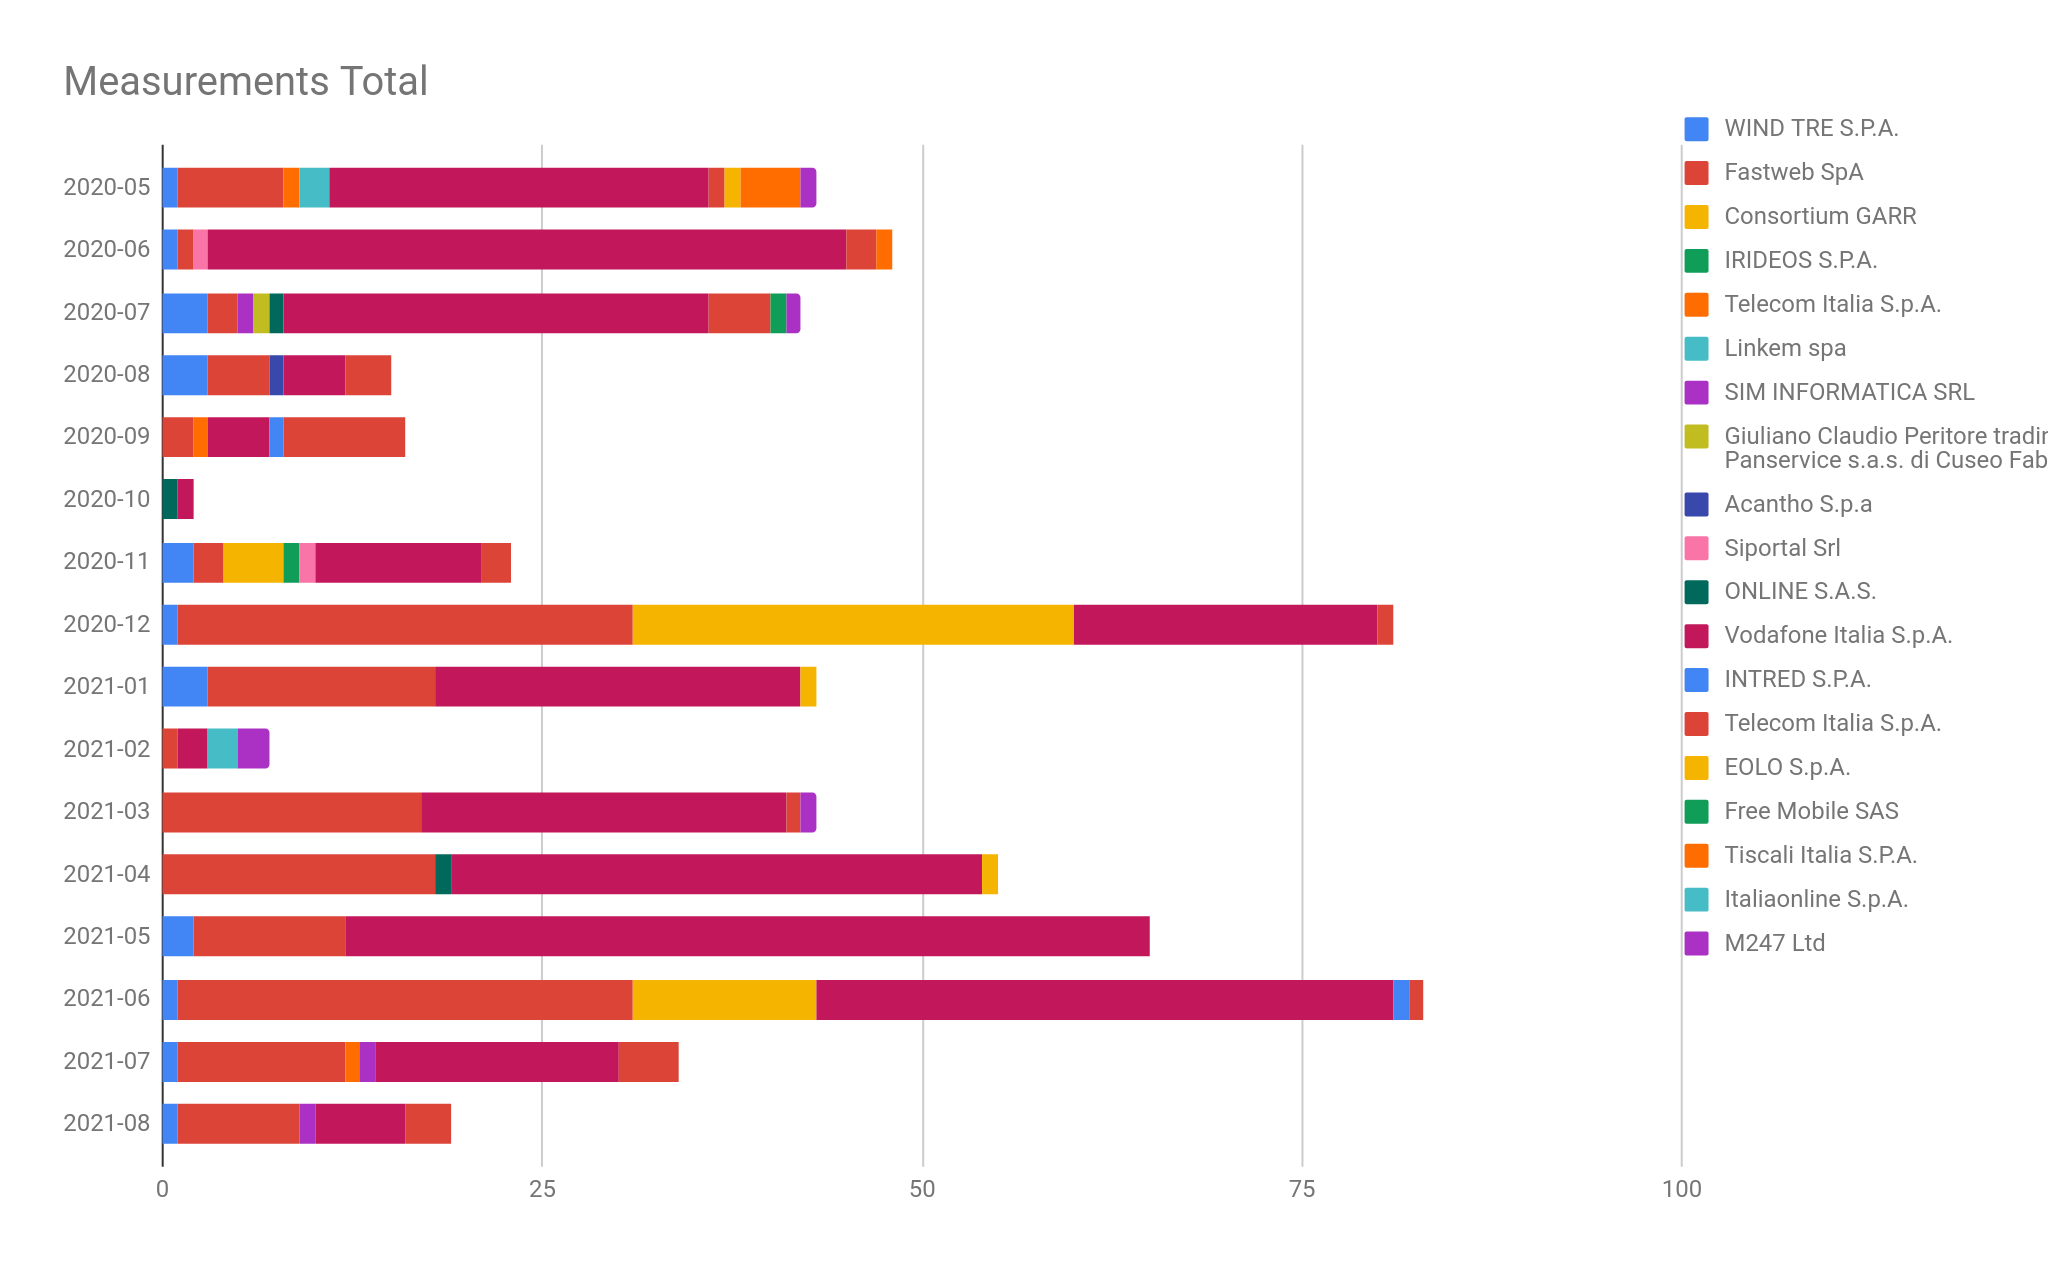 Measurements Total
2020-05
2020-06
2020-07
2020-08
2020-09
2020-10
2020-11
2020-12
2021-01
2021-02
2021-03
2021-04
2021-05
2021-06
2021-07
2021-08
0
25
50
75
100
WIND TRE S.P.A.
Fastweb SpA
Consortium GARR
IRIDEOS S.P.A.
Telecom Italia S.p.A.
Linkem spa
SIM INFORMATICA SRL
Giuliano Claudio Peritore
Panservice s.a.s. di Cuseo
Acantho S.p.a
Siportal Srl
ONLINE S.A.S.
Vodafone Italia S.p.A.
INTRED S.P.A.
Telecom Italia S.p.A.
EOLO S.p.A.
Free Mobile SAS
Tiscali Italia S.P.A.
Italiaonline S.p.A.
M247 Ltd